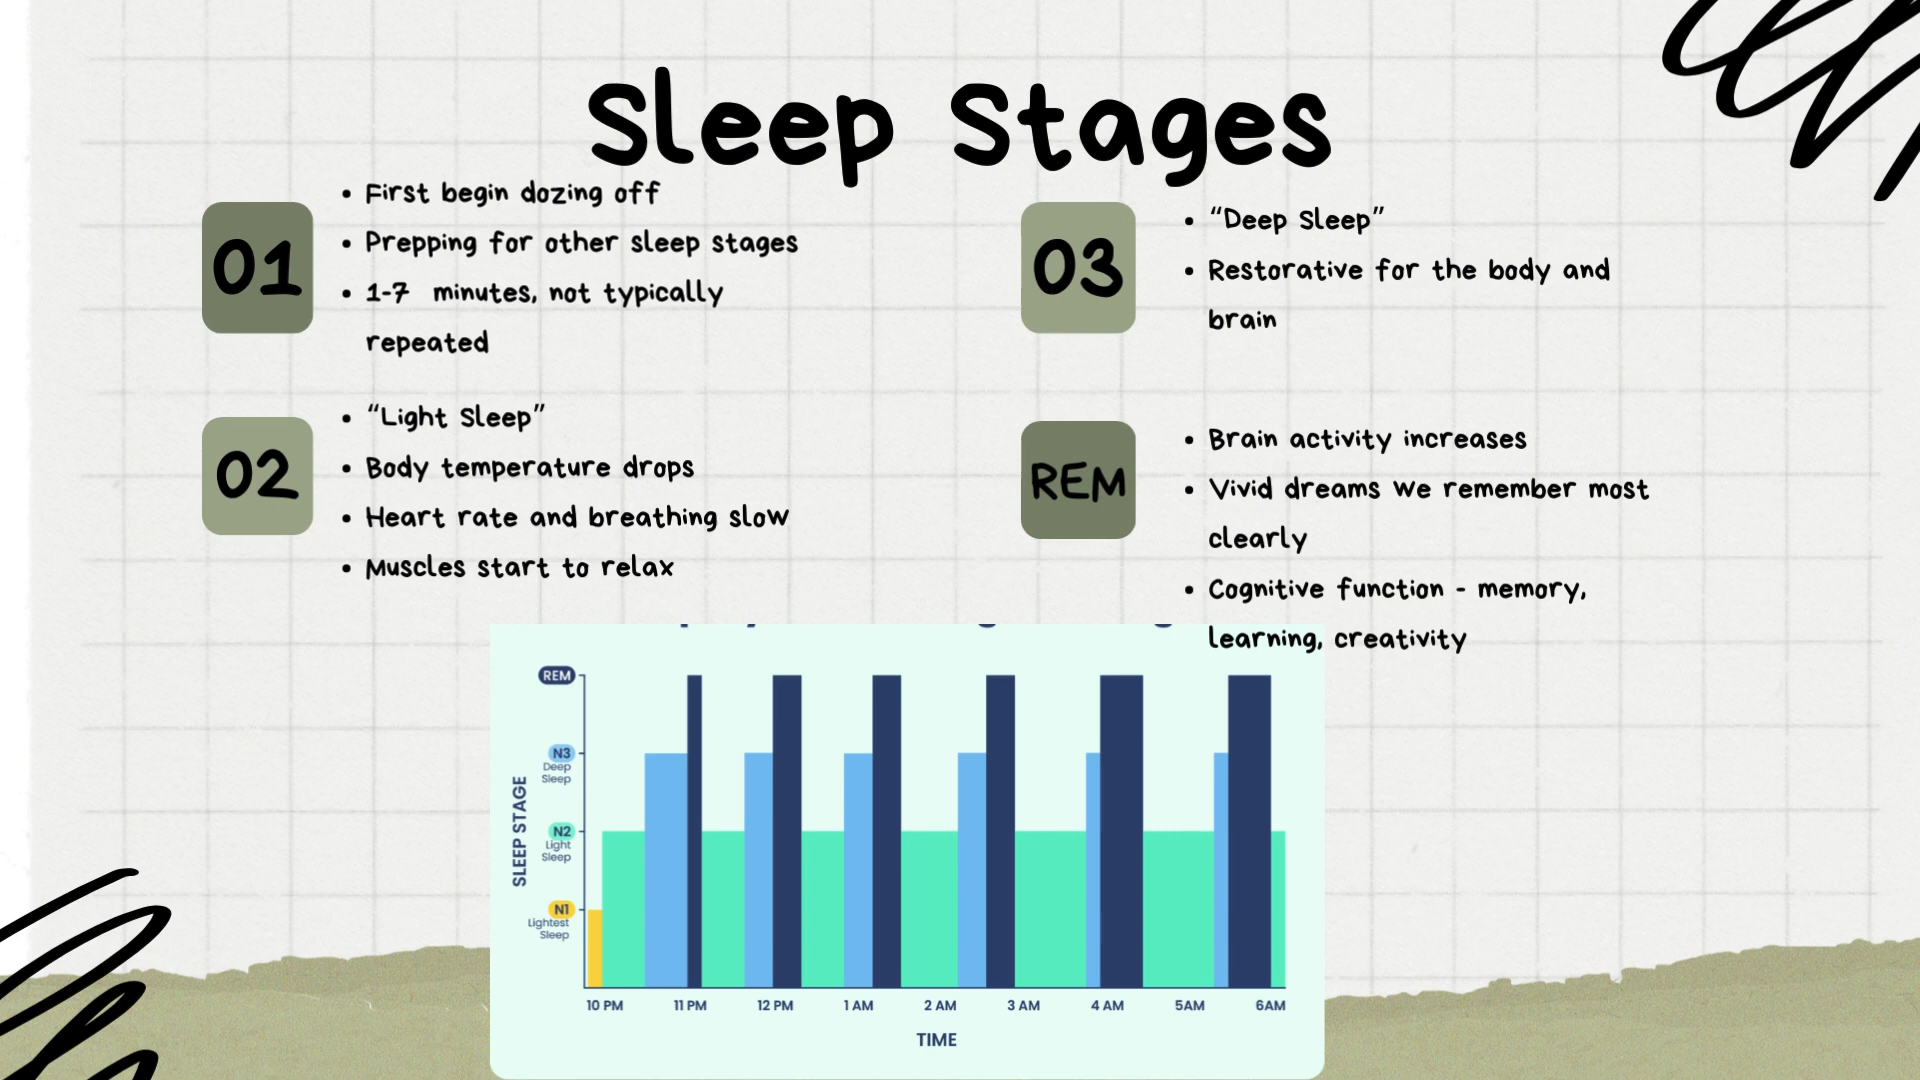 Sleep Stages
01
• First begin dozing off
• Prepping for other sleep stages
• 1-7  minutes, not typically
repeated
02
• “Light Sleep”
• Body temperature drops
• Heart rate and breathing slow
• Muscles start to relax
03
• “Deep Sleep”
• Restorative for the body and
brain
REM
• Brain activity increases
• Vivid dreams we remember most
clearly
• Cognitive function - memory,
learning, creativity
SLEEP STAGE
REM
N3
Deep
Sleep
N2
Light
Sleep
N1
Lightest
Sleep
10 PM 11 PM 12 PM 1 AM 2 AM 3 AM 4 AM 5AM 6AM
TIME